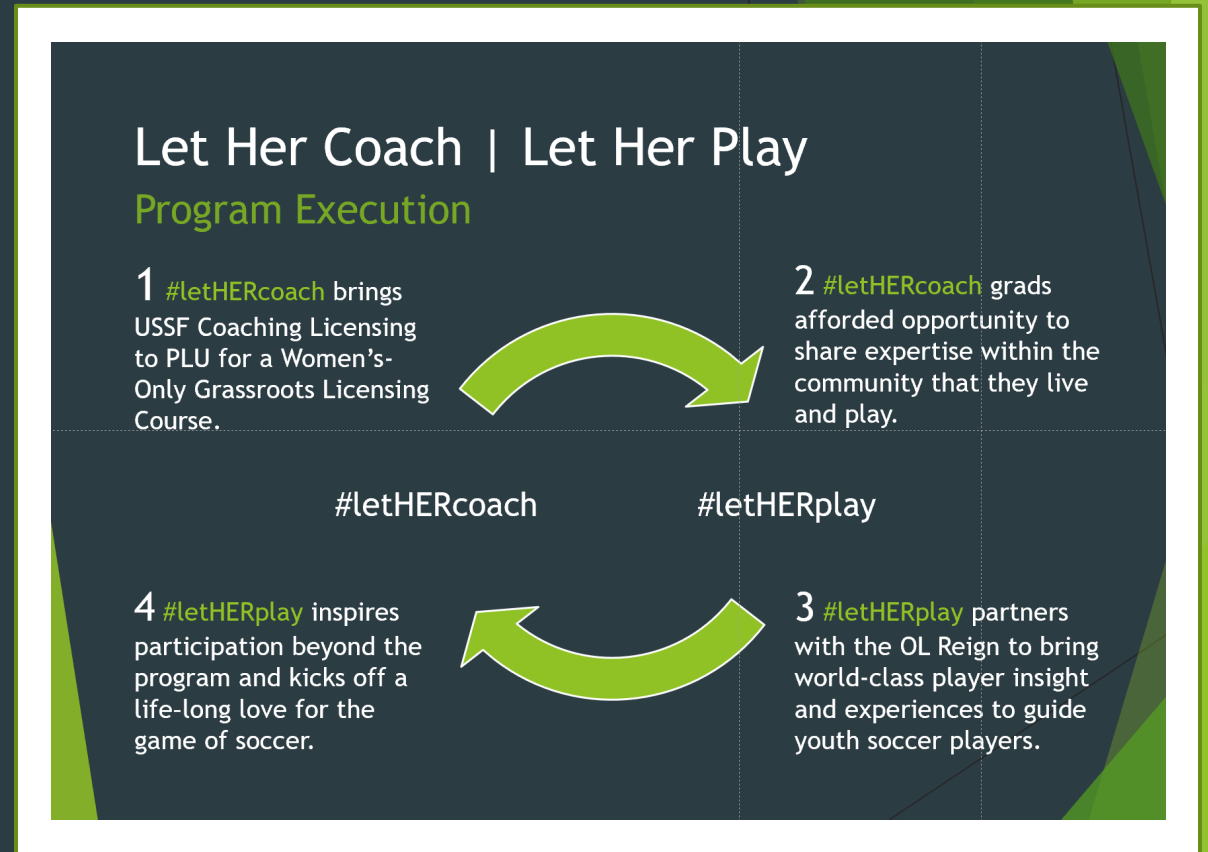 Let Her Coach | Let Her Play
Program Execution
1 #letHERcoach brings
USSF Coaching Licensing
to PLU for a Women’s-
Only Grassroots Licensing
Course.
2 #letHERcoach grads
afforded opportunity to
share expertise within the
community that they live
and play.
#letHERcoach
#letHERplay
4 #letHERplay inspires
participation beyond the
program and kicks off a
life-long love for the
game of soccer.
3 #letHERplay partners
with the OL Reign to bring
world-class player insight
and experiences to guide
youth soccer players.